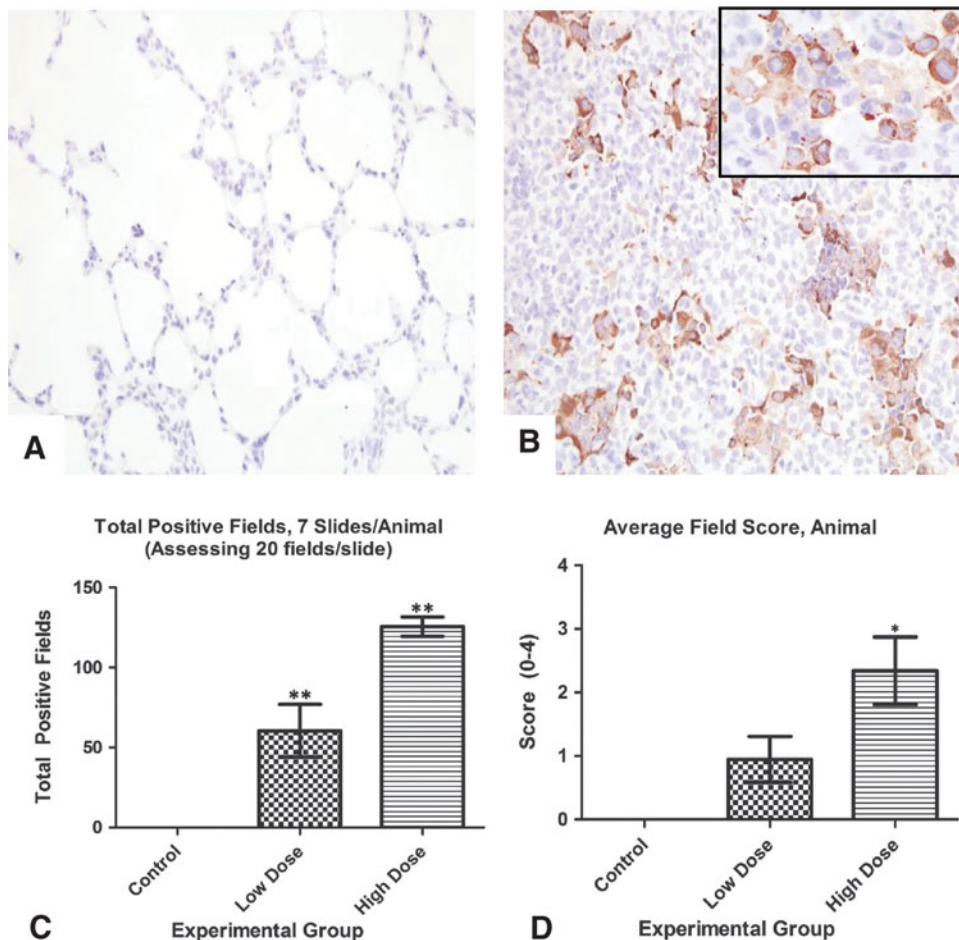 A
B
Total Positive Fields, 7 Slides/Animal
(Assessing 20 fields/slide)
Total Positive Fields
150
100
50
0
**
**
Control
Low Dose
High Dose
Experimental Group
C
Average Field Score, Animal
Score (0-4)
4
3
2
1
0
*
Control
Low Dose
High Dose
Experimental Group
D